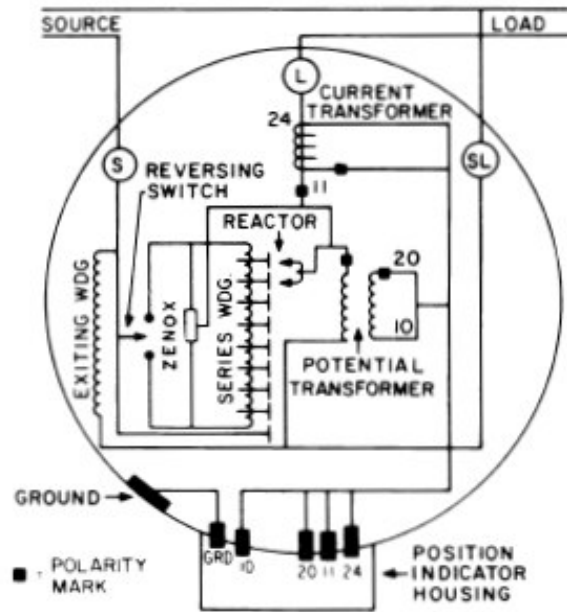 SOURCE
LOAD
L
CURRENT
TRANSFORMER
24
S
SL
REVERSING
SWITCH
11
REACTOR
20
EXITING WDG
ZENOX
SERIES WDG.
10
POTENTIAL
TRANSFORMER
GROUND
GRD
10
20
11
24
- POLARITY
MARK
POSITION
INDICATOR
HOUSING